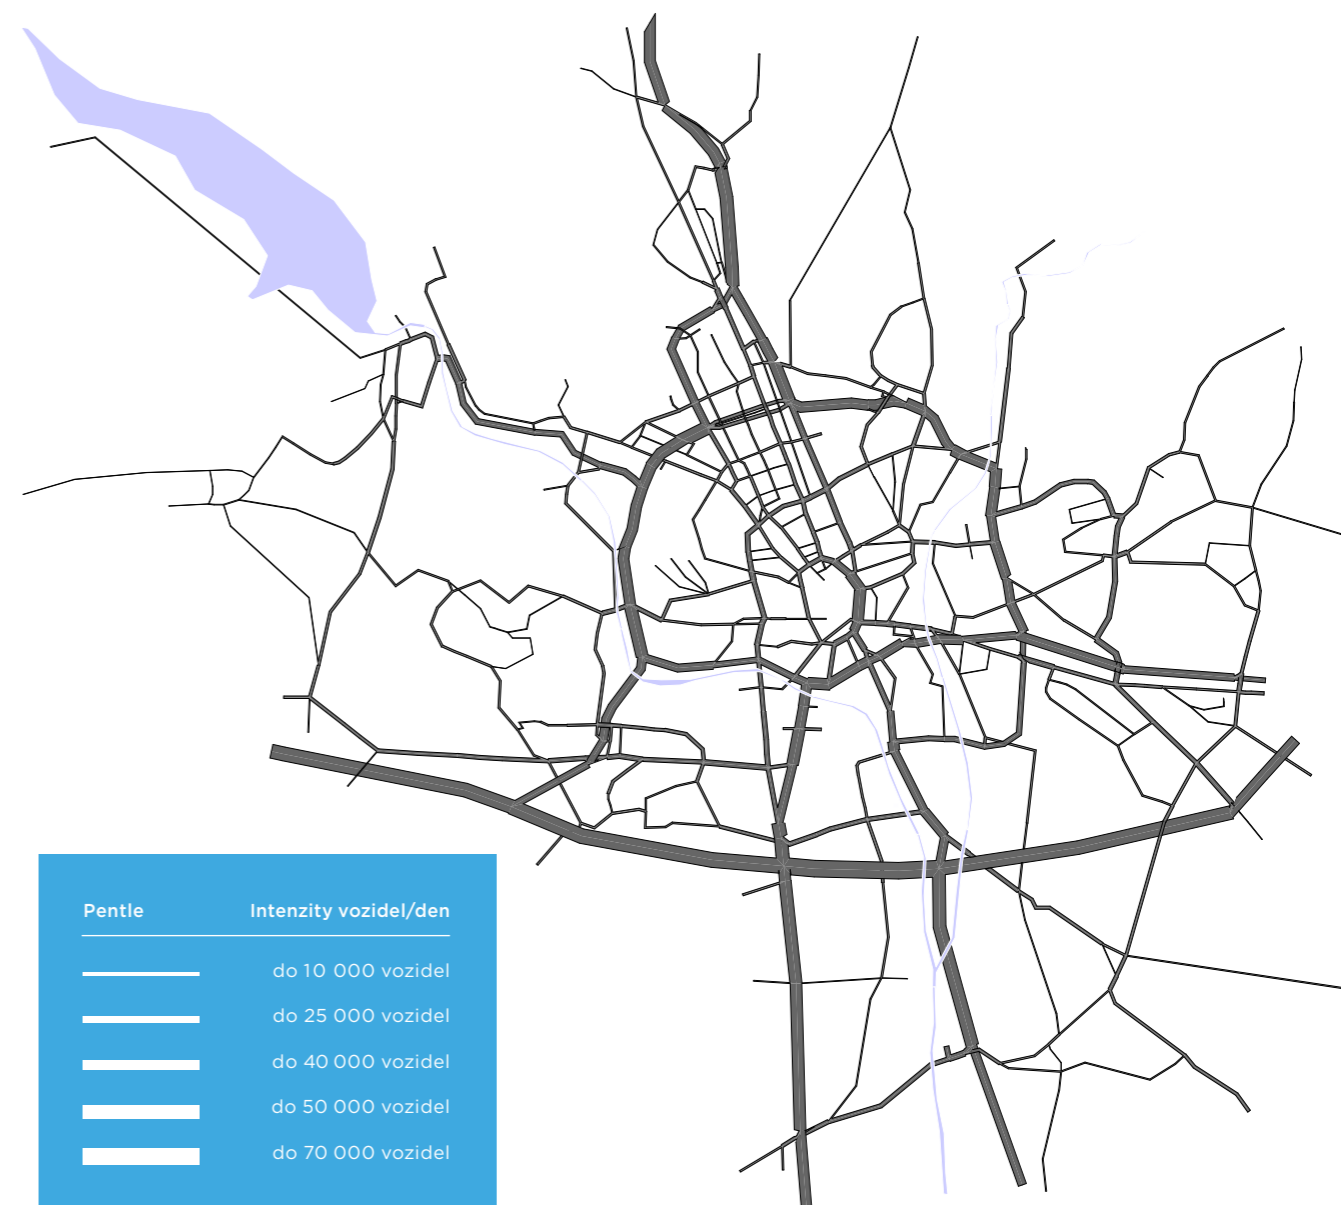 Pentle Intenzity vozidel/den
do 10 000 vozidel
do 25 000 vozidel
do 40 000 vozidel
do 50 000 vozidel
do 70 000 vozidel